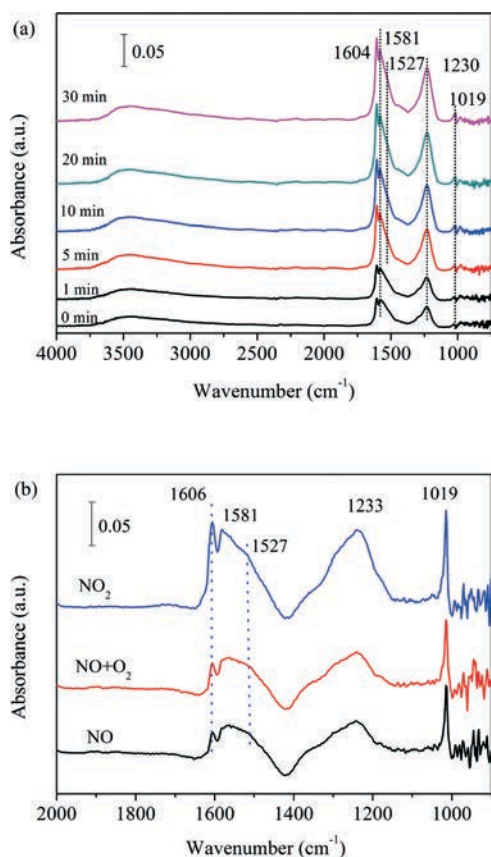 (a)
0.05
1581
1604
1527
1230
1019
30 min
20 min
10 min
5 min
1 min
0 min
Absorbance (a.u.)
4000 3500 3000 2500 2000 1500 1000
Wavenumber (cm⁻¹)
(b)
1606
0.05
1581
1527
1233
1019
NO₂
NO+O₂
NO
Absorbance (a.u.)
2000 1800 1600 1400 1200 1000
Wavenumber (cm⁻¹)